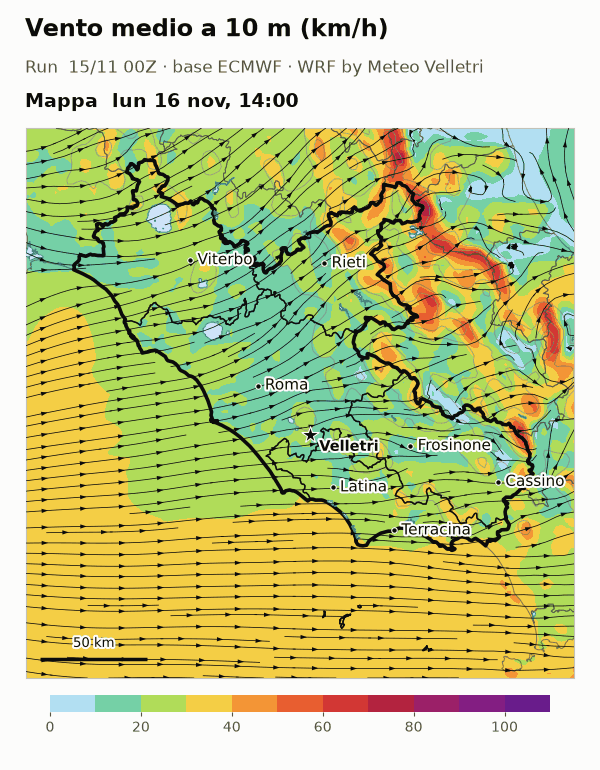 Vento medio a 10 m (km/h)
Run  15/11 00Z · base ECMWF · WRF by Meteo Velletri
Mappa  lun 16 nov, 14:00
Viterbo
Rieti
Roma
Velletri
Frosinone
Cassino
Latina
Terracina
50 km
0 20 40 60 80 100